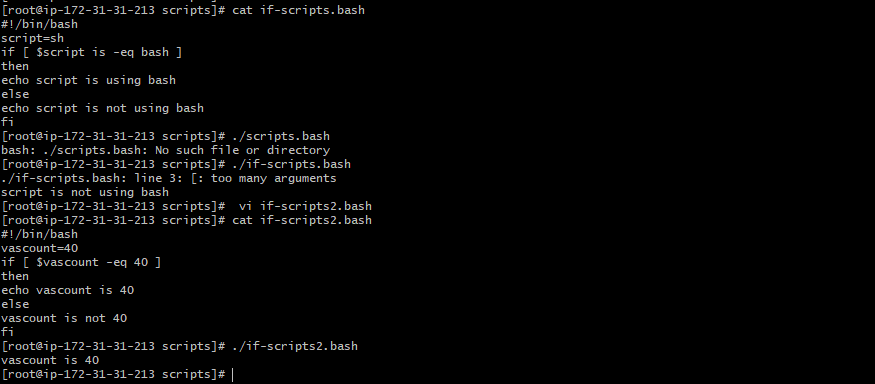 [root@ip-172-31-31-213 scripts]# cat if-scripts.bash
#!/bin/bash
script=sh
if [ $script is -eq bash ]
then
echo script is using bash
else
echo script is not using bash
fi
[root@ip-172-31-31-213 scripts]# ./scripts.bash
bash: ./scripts.bash: No such file or directory
[root@ip-172-31-31-213 scripts]# ./if-scripts.bash
./if-scripts.bash: line 3: [: too many arguments
script is not using bash
[root@ip-172-31-31-213 scripts]#  vi if-scripts2.bash
[root@ip-172-31-31-213 scripts]# cat if-scripts2.bash
#!/bin/bash
vascount=40
if [ $vascount -eq 40 ]
then
echo vascount is 40
else
vascount is not 40
fi
[root@ip-172-31-31-213 scripts]# ./if-scripts2.bash
vascount is 40
[root@ip-172-31-31-213 scripts]#